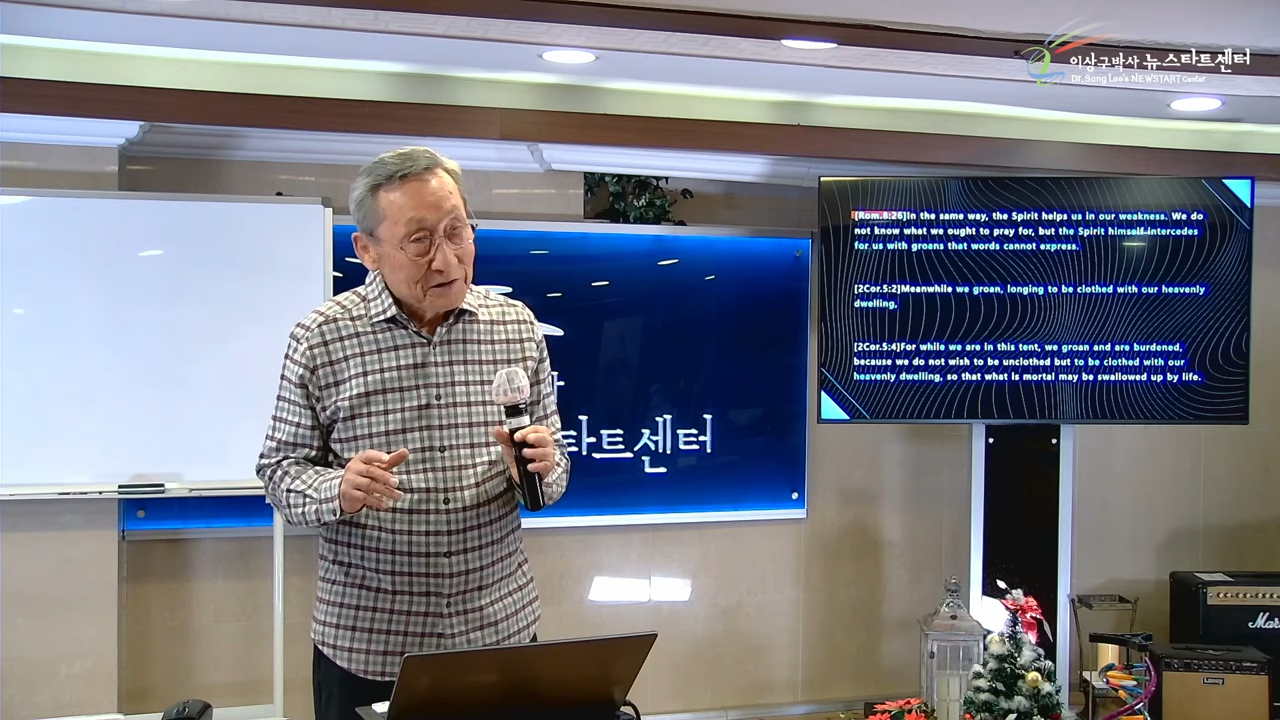 이상구박사 뉴스타트센터
Dr. Sang Lee's NEWSTART Center
[Rom.8:26]In the same way, the Spirit helps us in our weakness. We do
not know what we ought to pray for, but the Spirit himself intercedes
for us with groans that words cannot express.
[2Cor.5:2]Meanwhile we groan, longing to be clothed with our heavenly
dwelling,
[2Cor.5:4]For while we are in this tent, we groan and are burdened,
because we do not wish to be unclothed but to be clothed with our
heavenly dwelling, so that what is mortal may be swallowed up by life.
사
타트센터
Mar
Laney